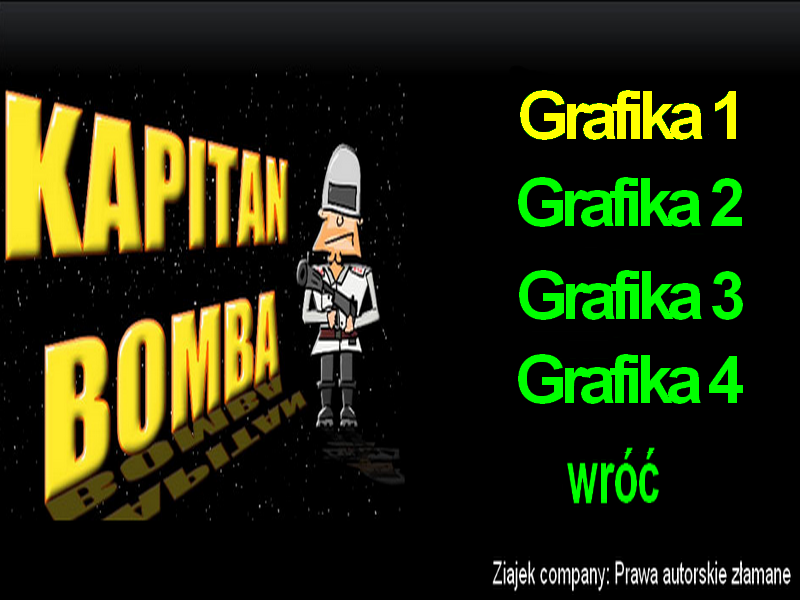 KAPITAN
BOMBA
Grafika 1
Grafika 2
Grafika 3
Grafika 4
wróć
Ziajek company: Prawa autorskie złamane